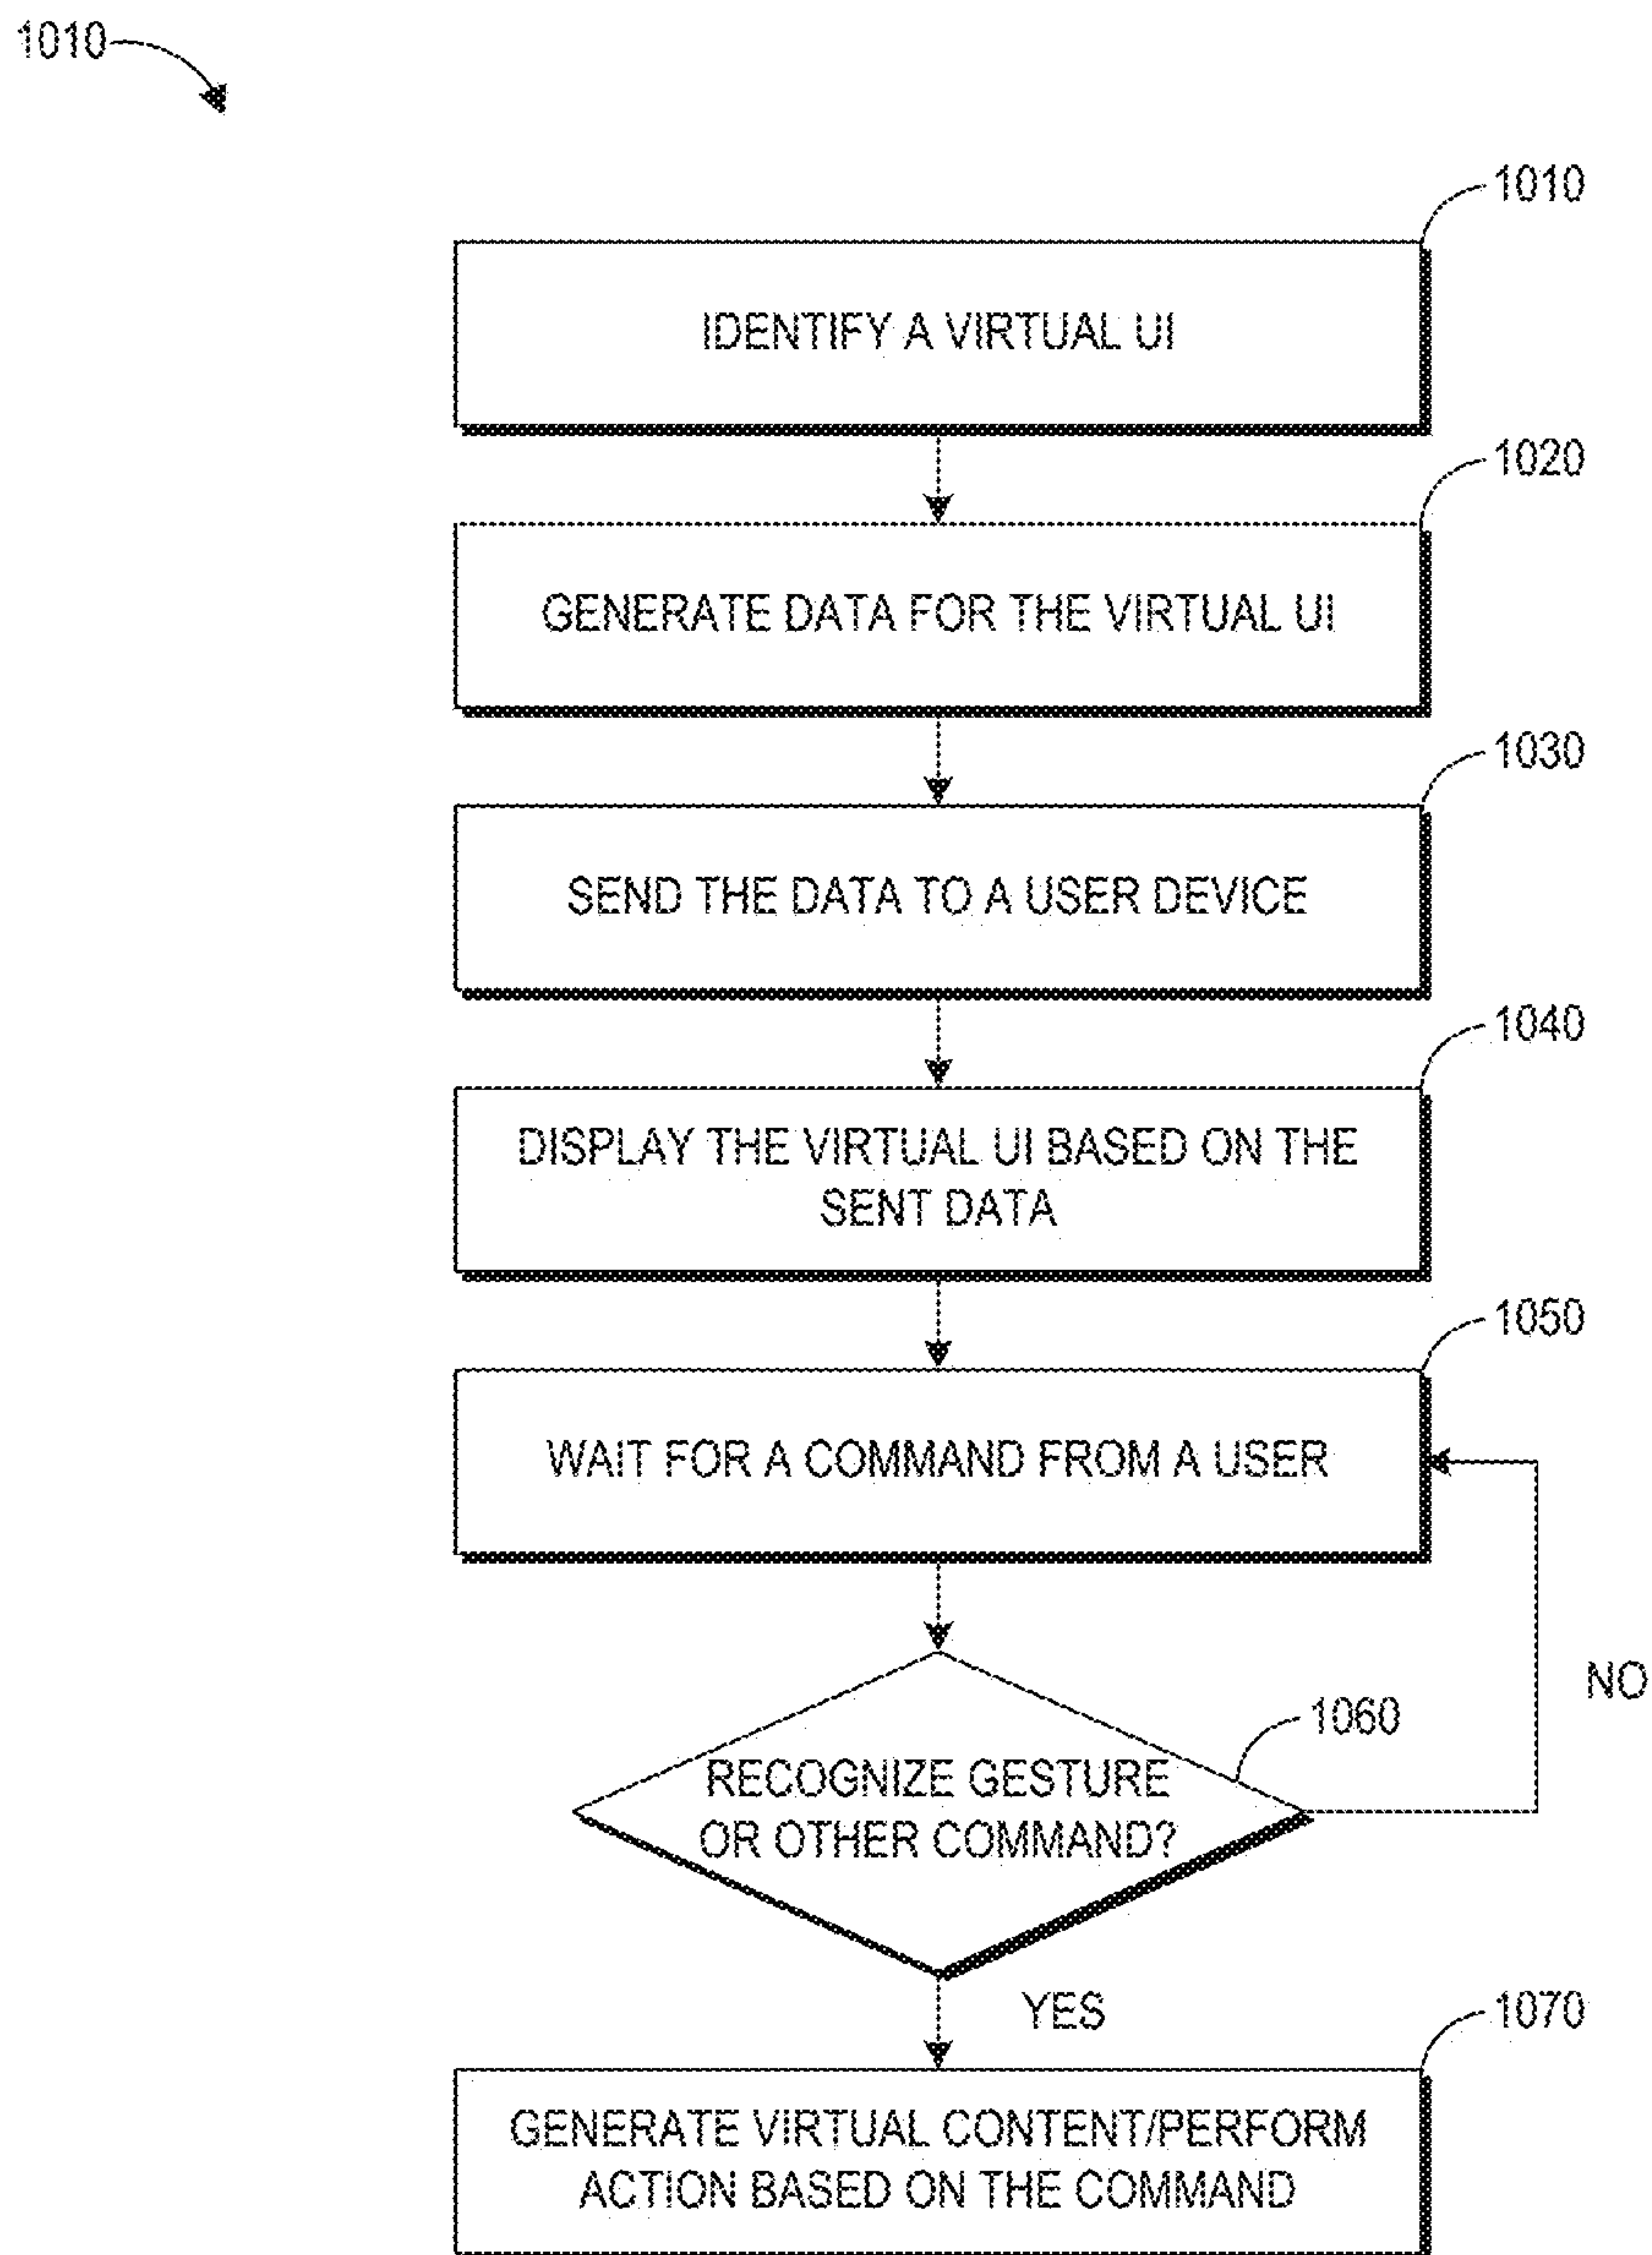 1010
1010
IDENTIFY A VIRTUAL UI
1020
GENERATE DATA FOR THE VIRTUAL UI
1030
SEND THE DATA TO A USER DEVICE
1040
DISPLAY THE VIRTUAL UI BASED ON THE
SENT DATA
1050
WAIT FOR A COMMAND FROM A USER
NO
1060
RECOGNIZE GESTURE
OR OTHER COMMAND?
YES
1070
GENERATE VIRTUAL CONTENT/PERFORM
ACTION BASED ON THE COMMAND